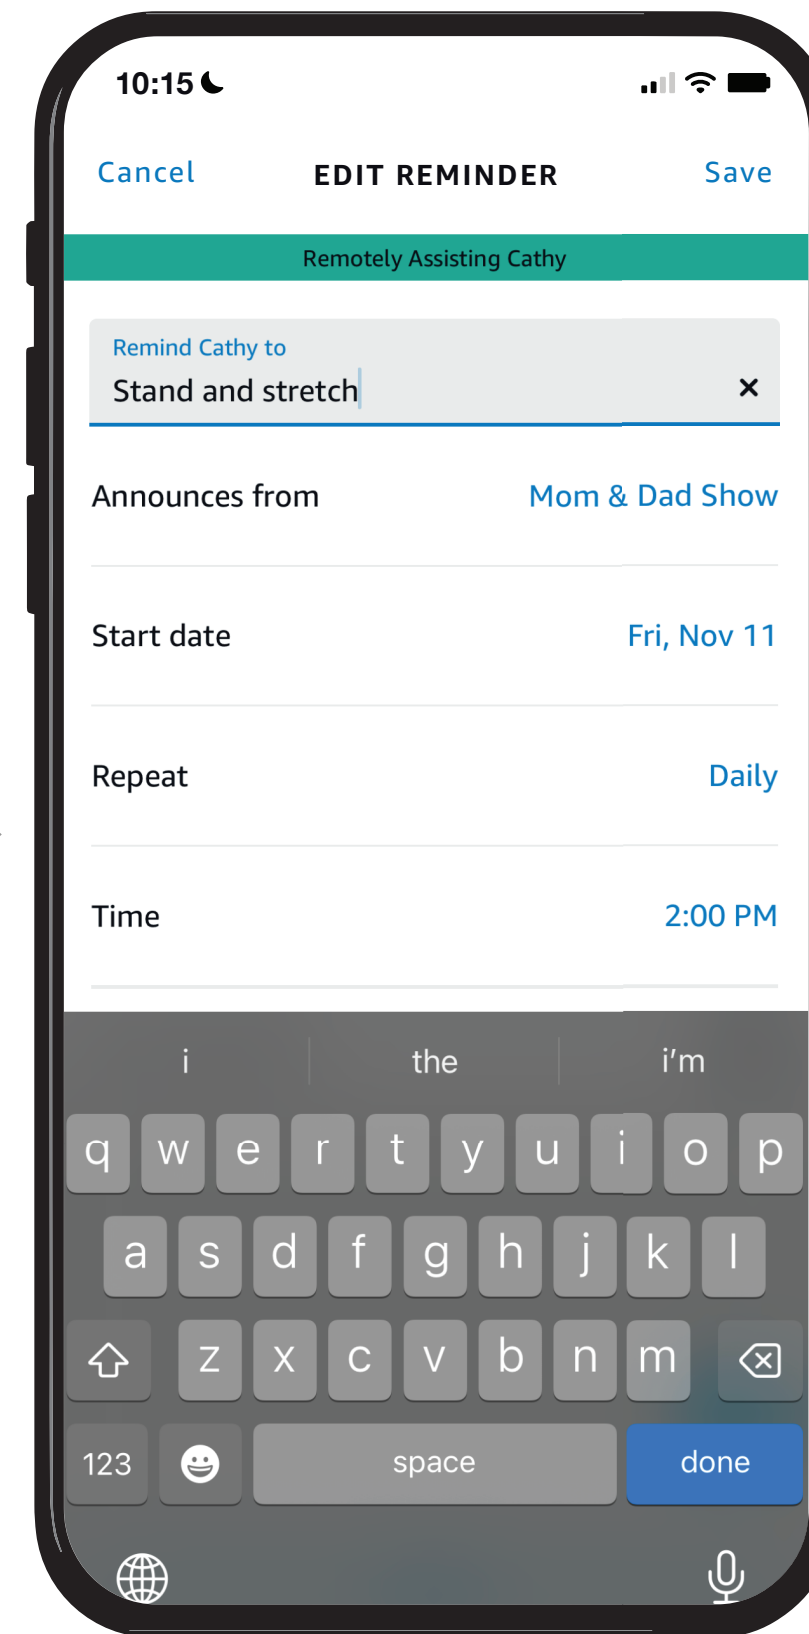 10:15
Cancel EDIT REMINDER Save
Remotely Assisting Cathy
Remind Cathy to
Stand and stretch
Announces from Mom & Dad Show
Start date Fri, Nov 11
Repeat Daily
Time 2:00 PM
i the i'm
q w e r t y u i o p
a s d f g h j k l
z x c v b n m
123 space done